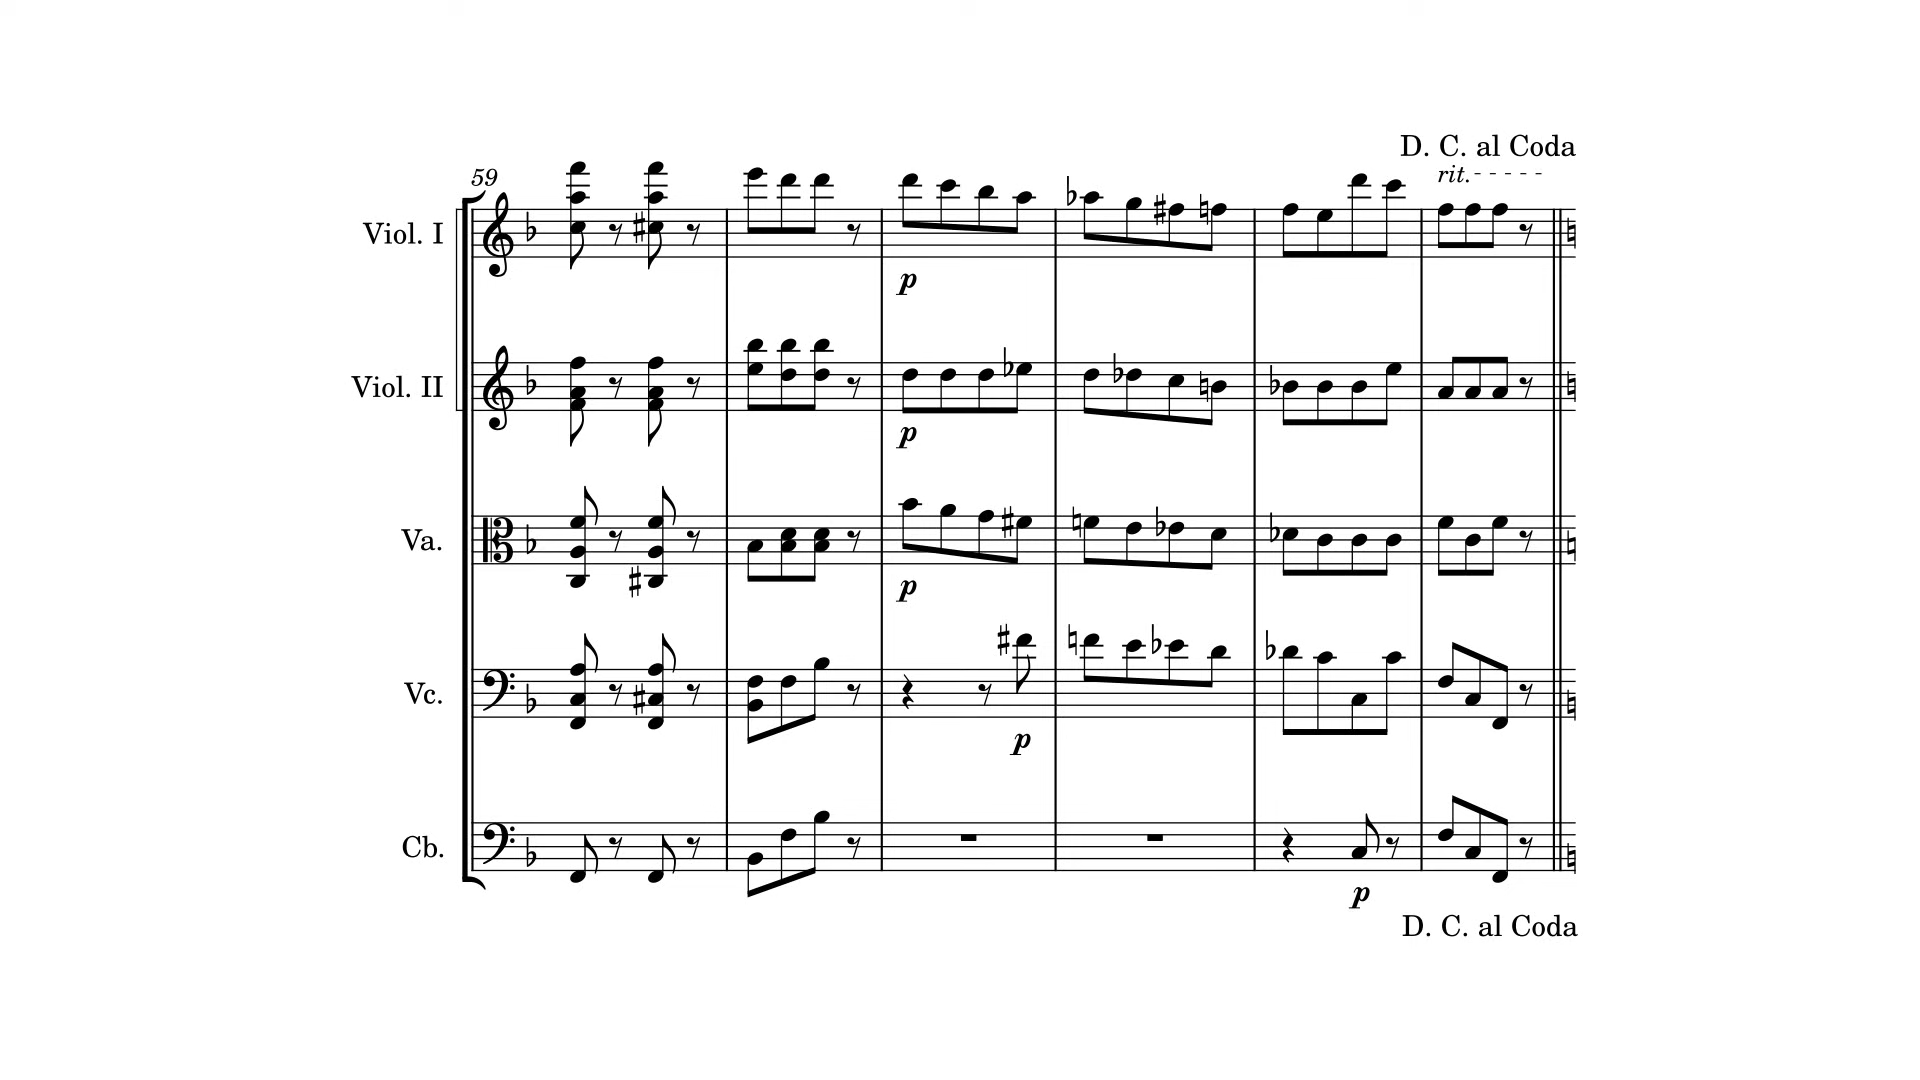 D. C. al Coda
59
rit.
Viol. I
p
Viol. II
p
Va.
p
Vc.
p
Cb.
p
D. C. al Coda